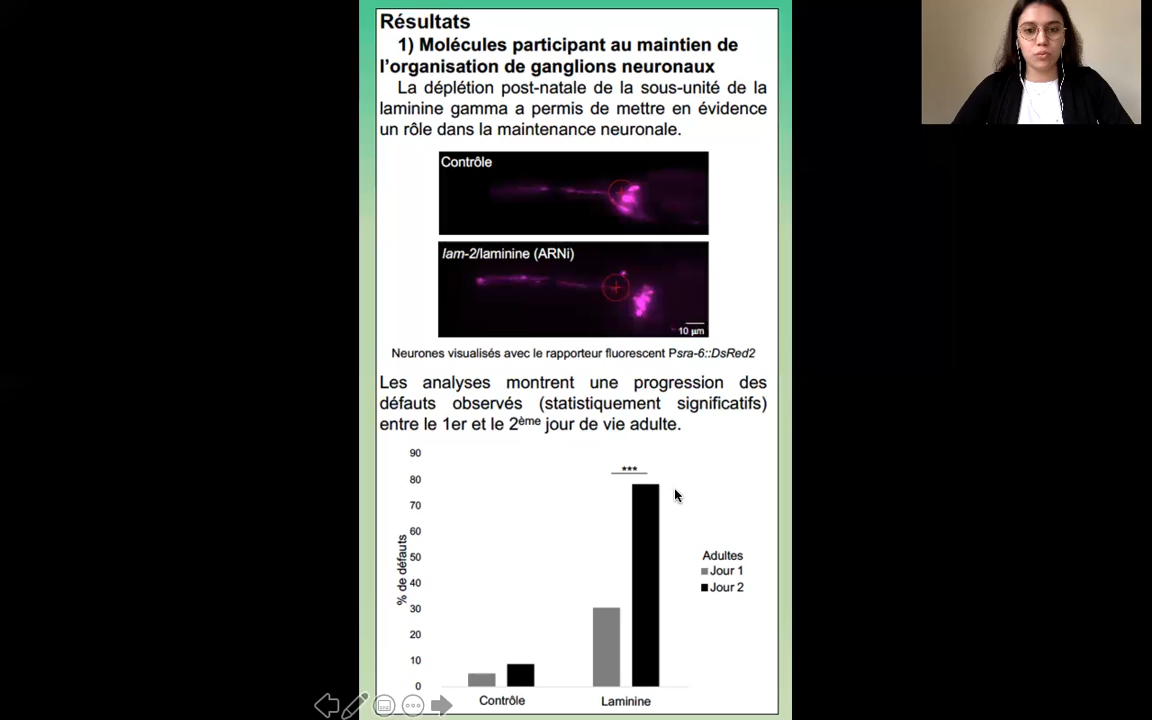 Résultats
1) Molécules participant au maintien de
l'organisation de ganglions neuronaux
La déplétion post-natale de la sous-unité de la
laminine gamma a permis de mettre en évidence
un rôle dans la maintenance neuronale.
Contrôle
lam-2/laminine (ARNi)
10 µm
Neurones visualisés avec le rapporteur fluorescent Psra-6::DsRed2
Les analyses montrent une progression des
défauts observés (statistiquement significatifs)
entre le 1er et le 2ème jour de vie adulte.
90
80
70
60
50
40
30
20
10
0
% de défauts
***
Adultes
Jour 1
Jour 2
Contrôle
Laminine